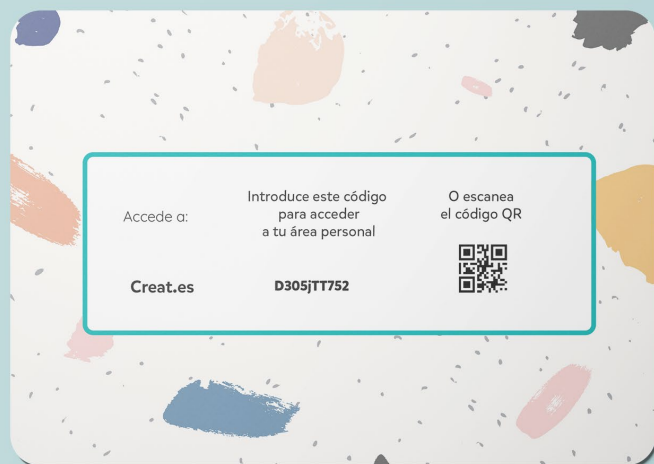 Accede a:
Creat.es
Introduce este código
para acceder
a tu área personal
D305jTT752
O escanea
el código QR